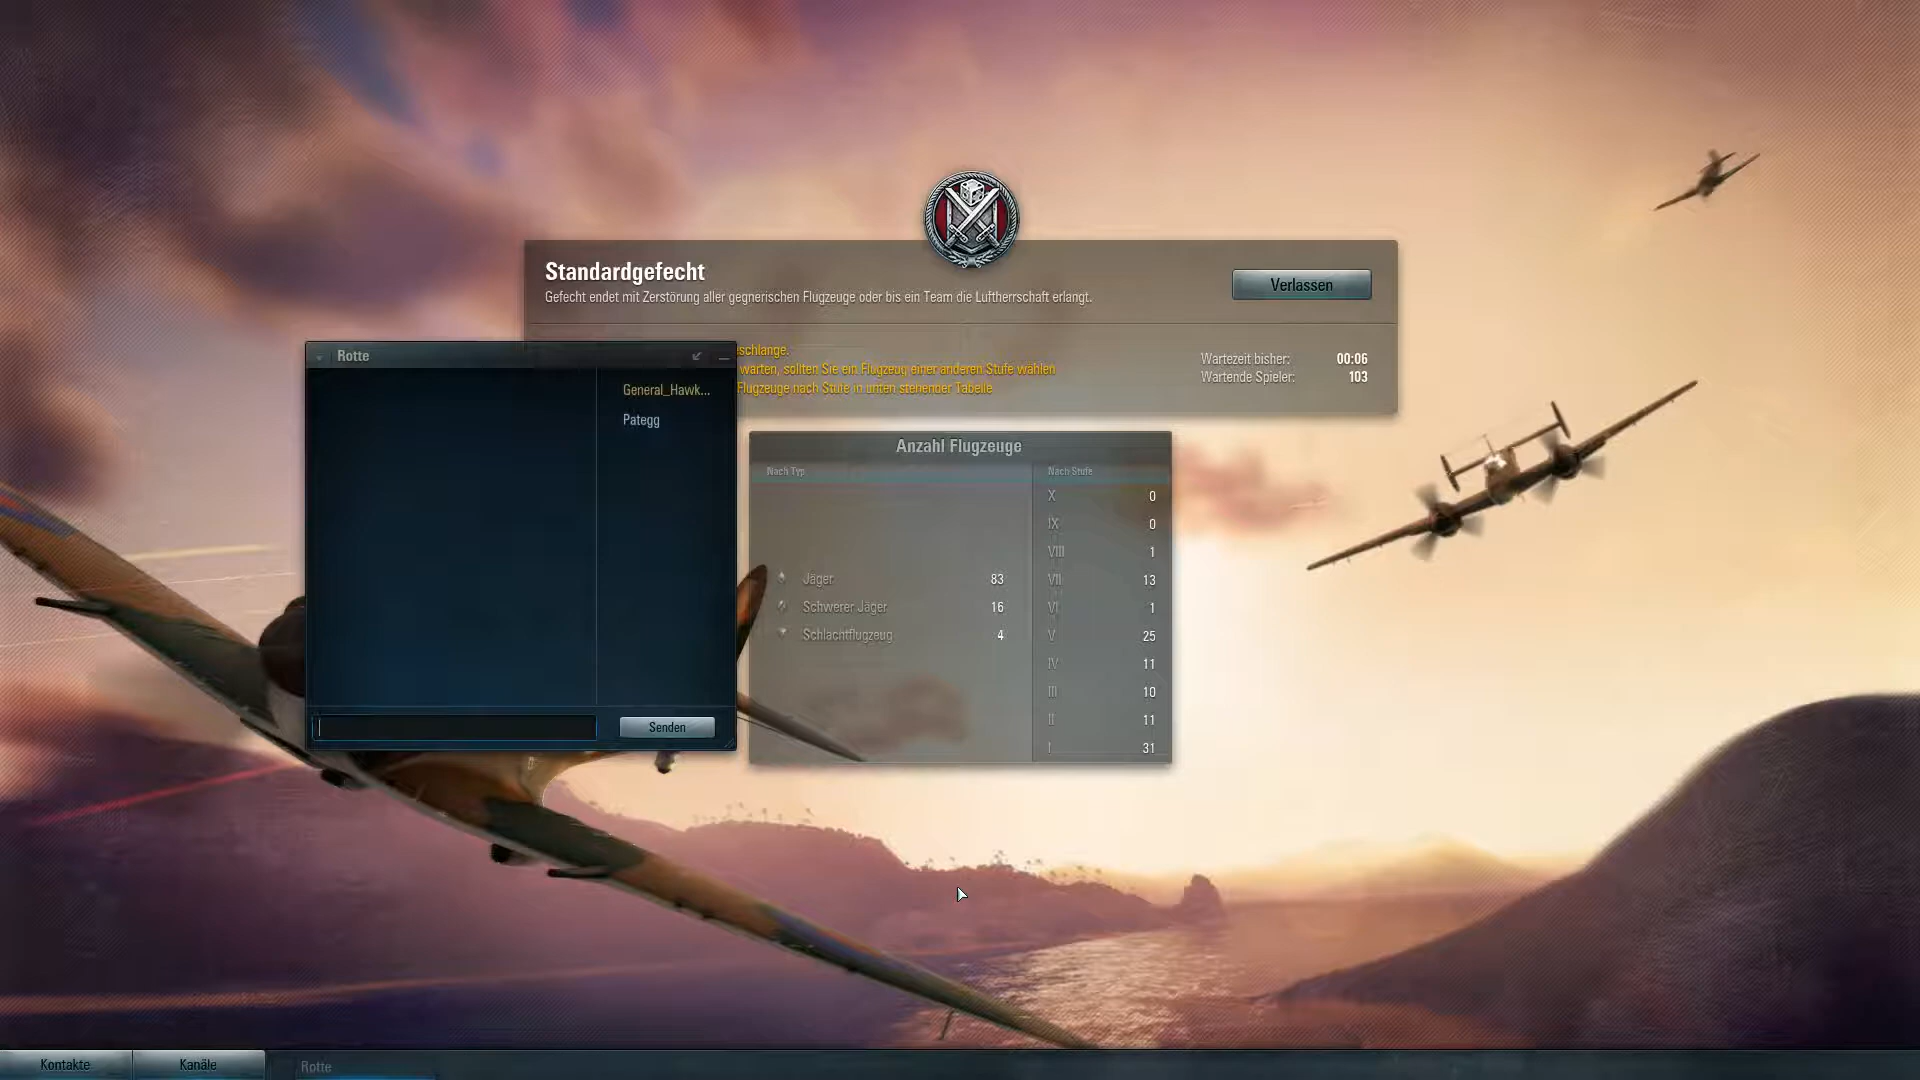 Standardgefecht
Gefecht endet mit Zerstörung aller gegnerischen Flugzeuge oder bis ein Team die Luftherrschaft erlangt.
Verlassen
Rotte
General_Hawk...
Pategg
Senden
eschlange.
warten, sollten Sie ein Flugzeug einer anderen Stufe wählen
Flugzeuge nach Stufe in unten stehender Tabelle
Wartezeit bisher: 00:06
Wartende Spieler: 103
Anzahl Flugzeuge
Nach Typ
Jäger 83
Schwerer Jäger 16
Schlachtflugzeug 4
Nach Stufe
X 0
IX 0
VIII 1
VII 13
VI 1
V 25
IV 11
III 10
II 11
I 31
Kontakte
Kanäle
Rotte